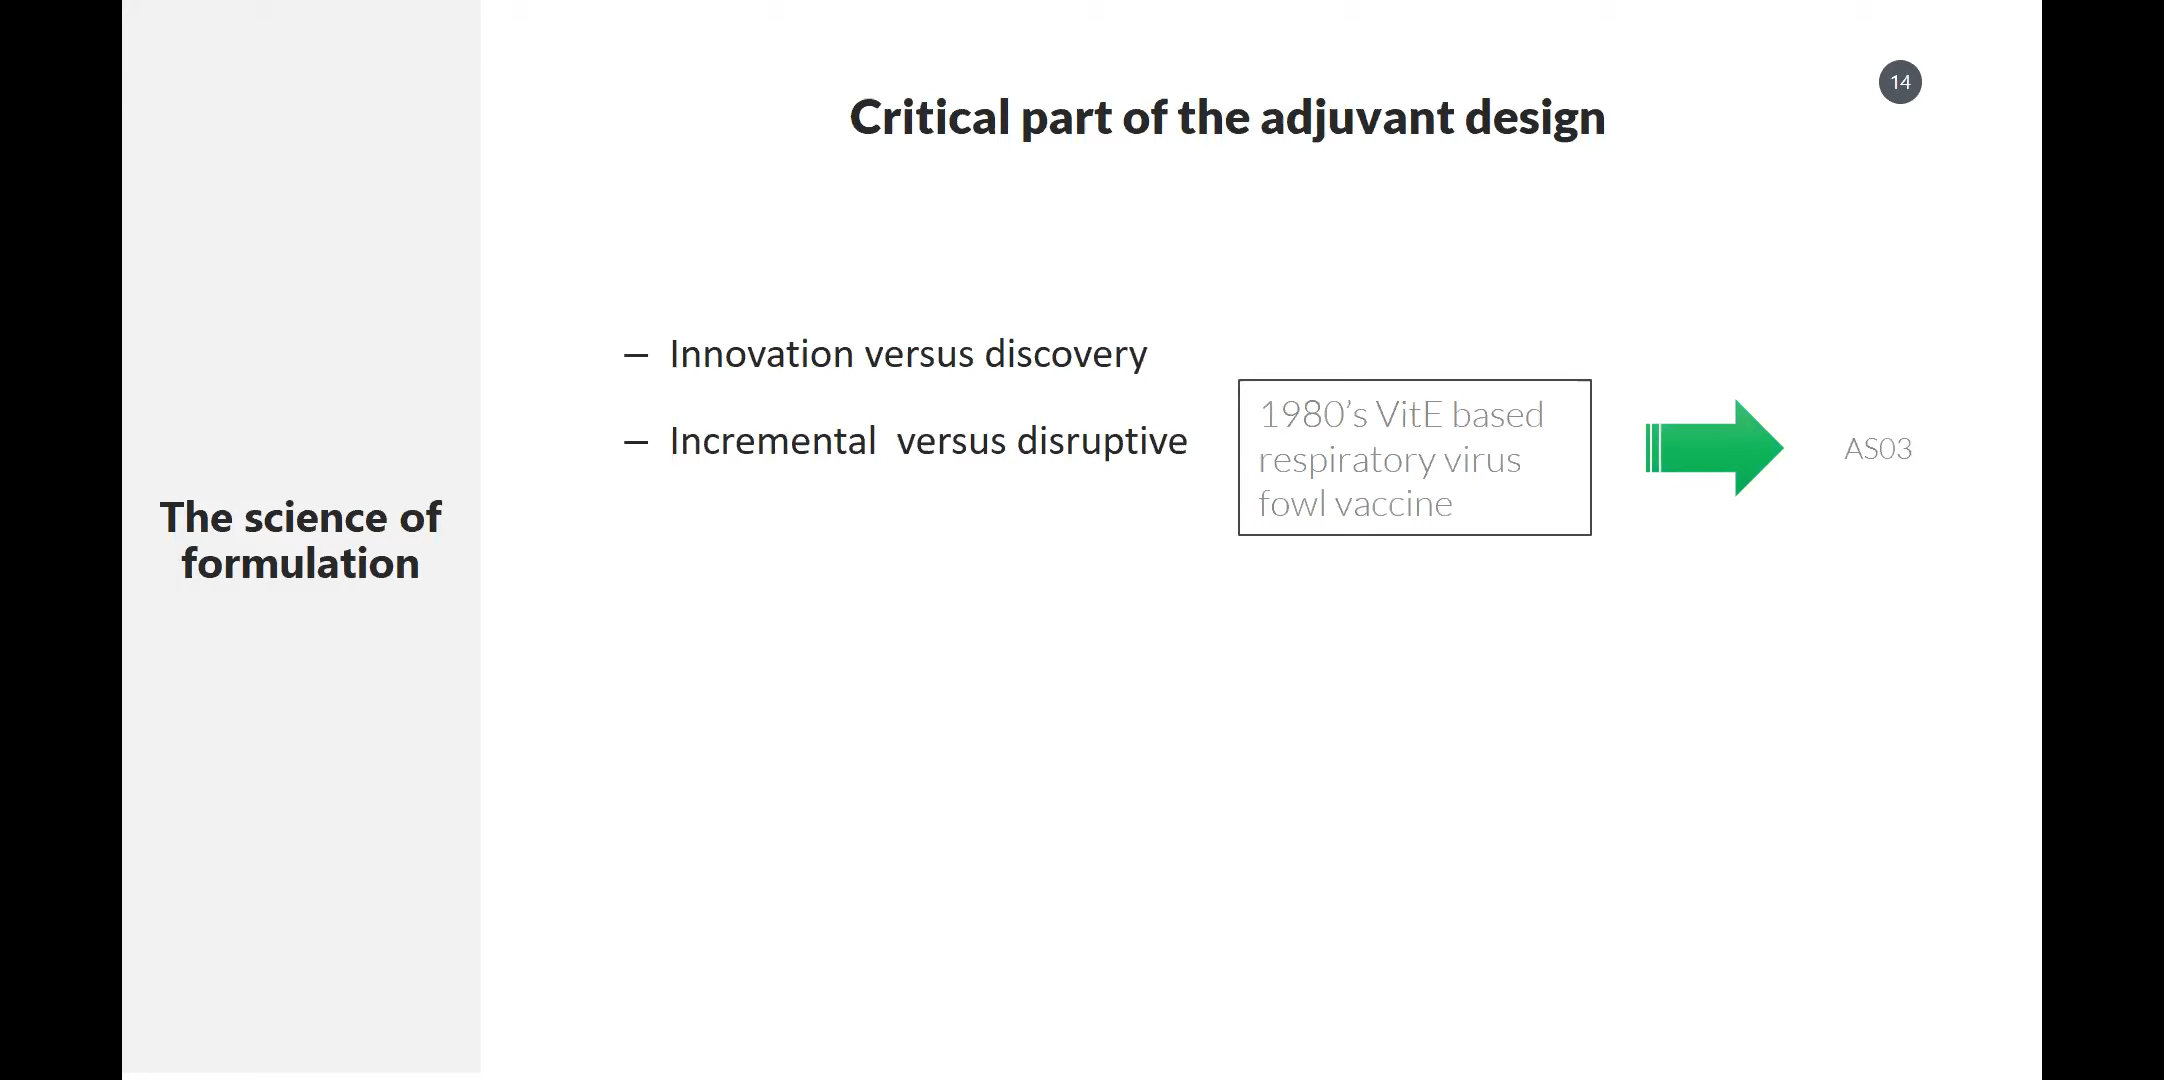 14
Critical part of the adjuvant design
The science of
formulation
– Innovation versus discovery
– Incremental  versus disruptive
1980’s VitE based
respiratory virus
fowl vaccine
AS03